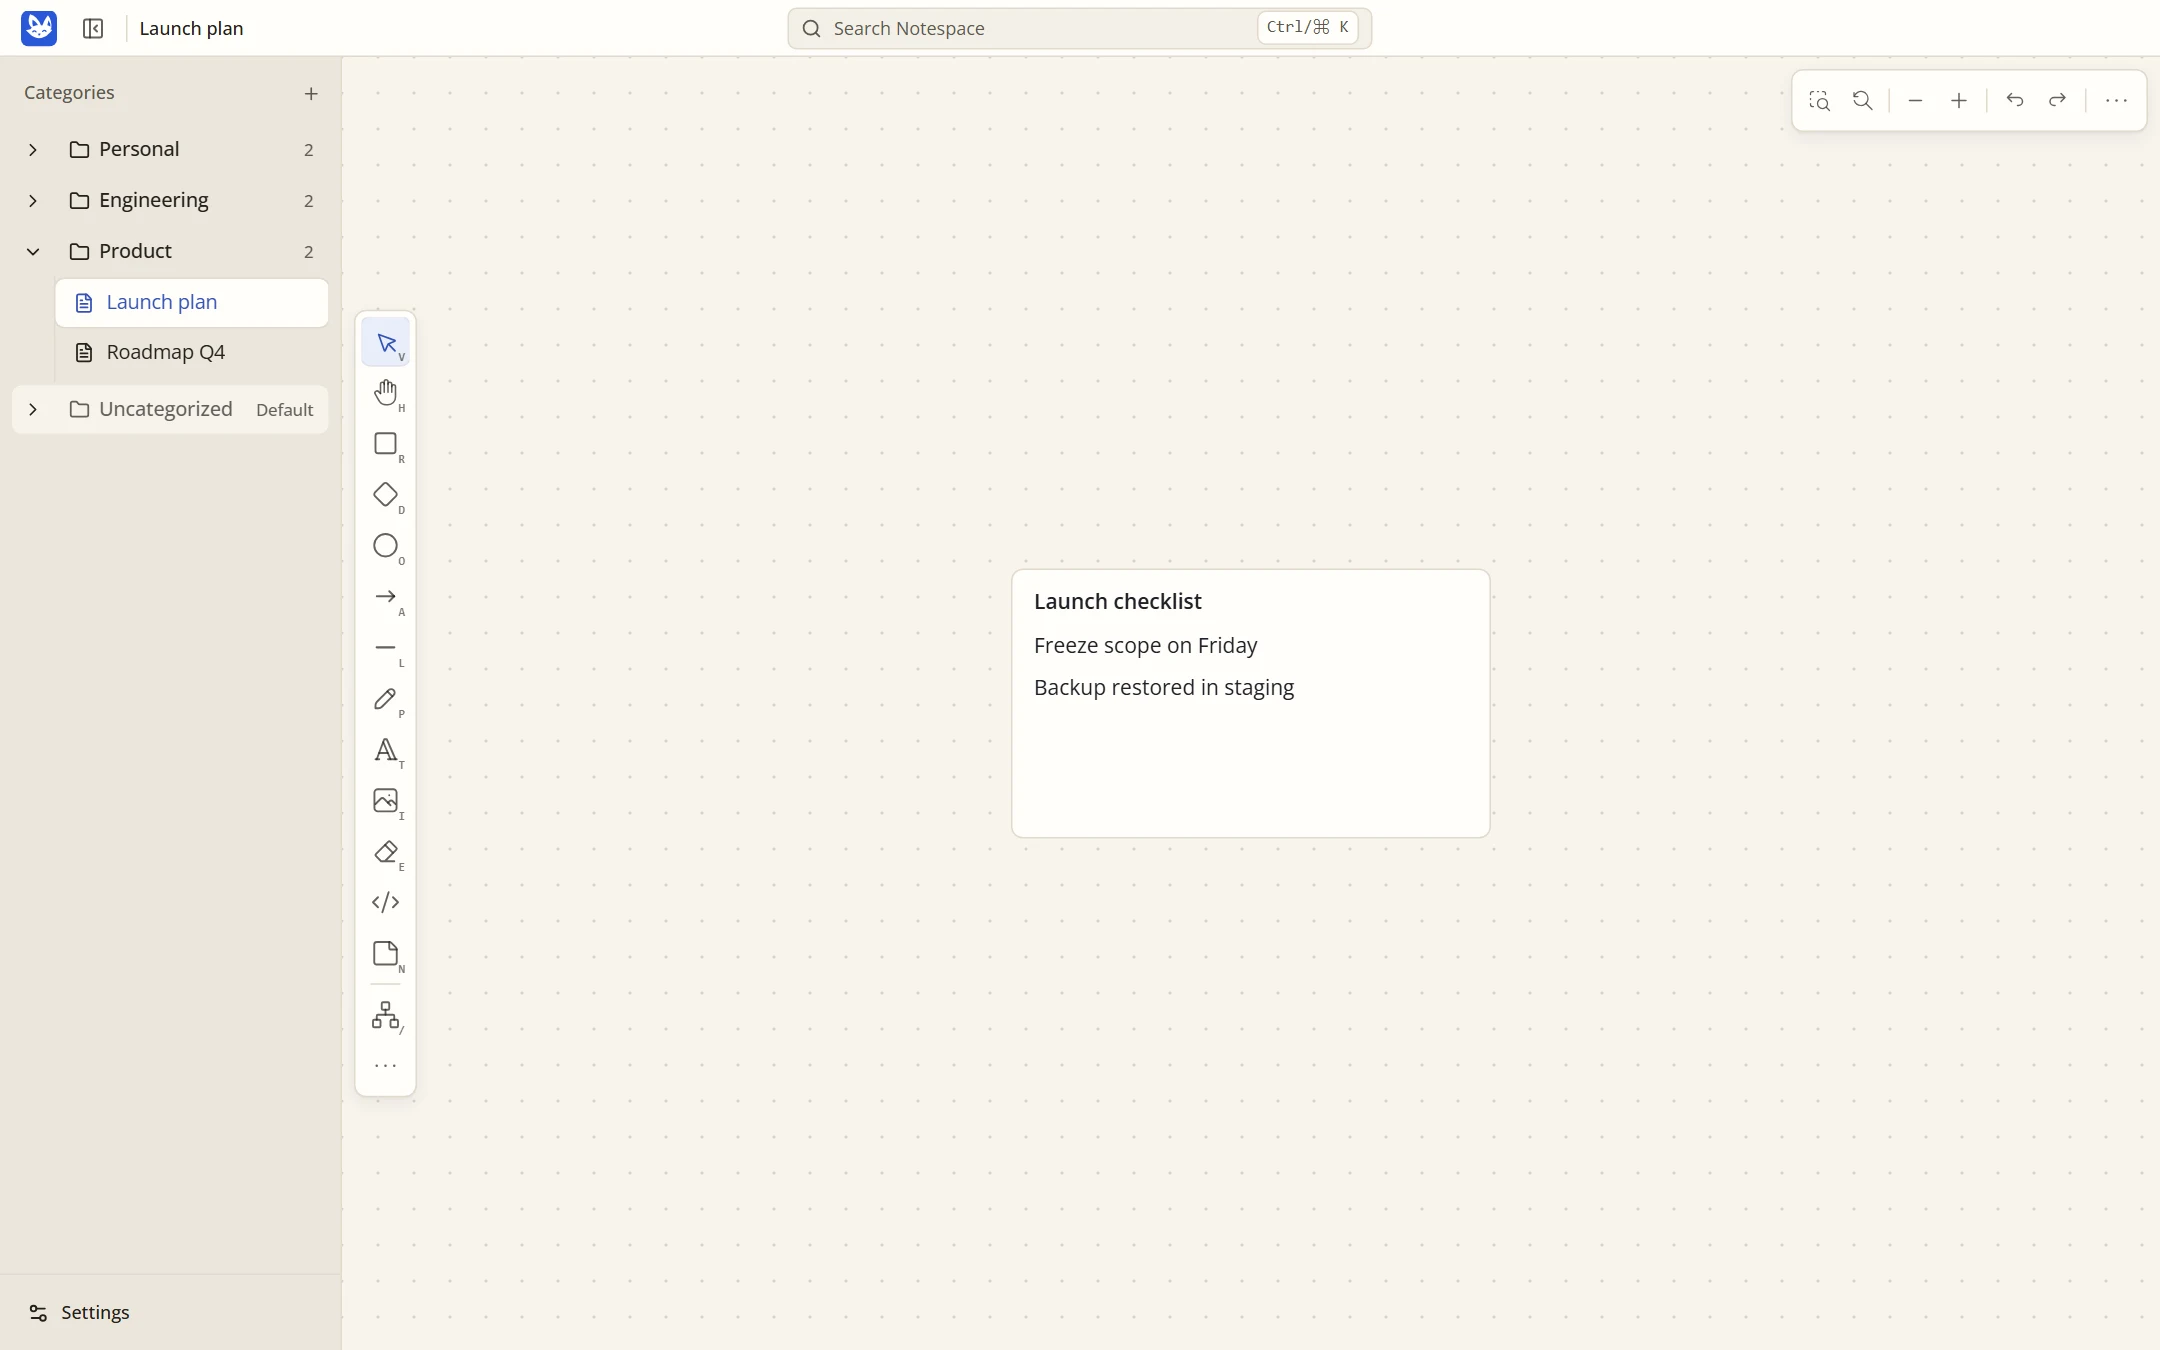 Launch plan
Search Notespace
Ctrl/⌘ K
Categories
Personal 2
Engineering 2
Product 2
Launch plan
Roadmap Q4
Uncategorized Default
Settings
V
H
R
D
O
A
L
P
T
I
E
N
/
Launch checklist
Freeze scope on Friday
Backup restored in staging